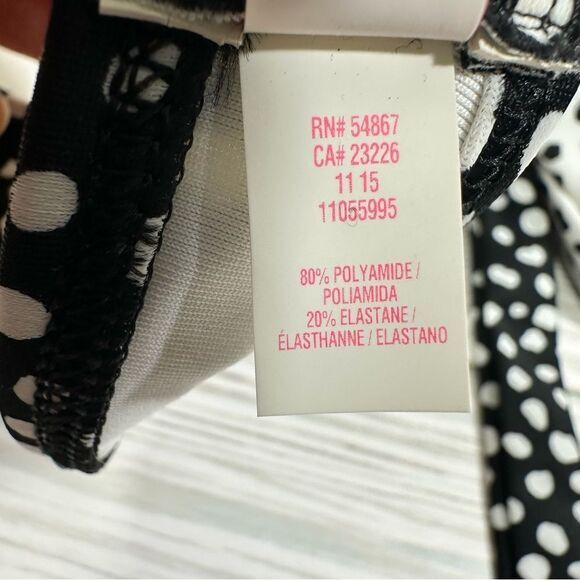 RN# 54867
CA# 23226
11 15
11055995
80% POLYAMIDE /
POLIAMIDA
20% ELASTANE /
ÉLASTHANNE / ELASTANO